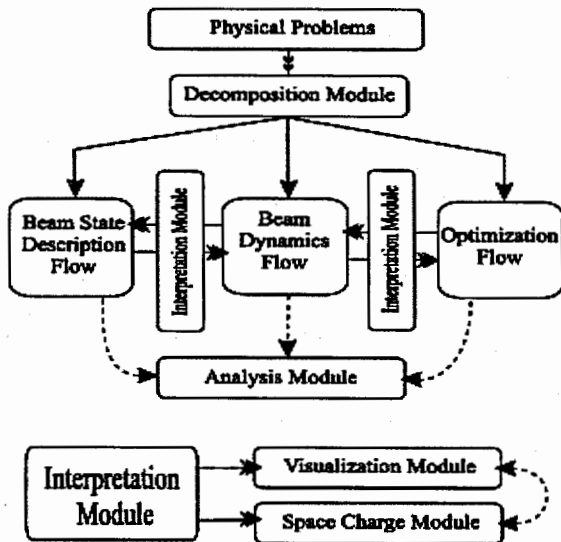 Physical Problems
Decomposition Module
Beam State
Description
Flow
Interpretation Module
Beam
Dynamics
Flow
Interpretation Module
Optimization
Flow
Analysis Module
Interpretation
Module
Visualization Module
Space Charge Module